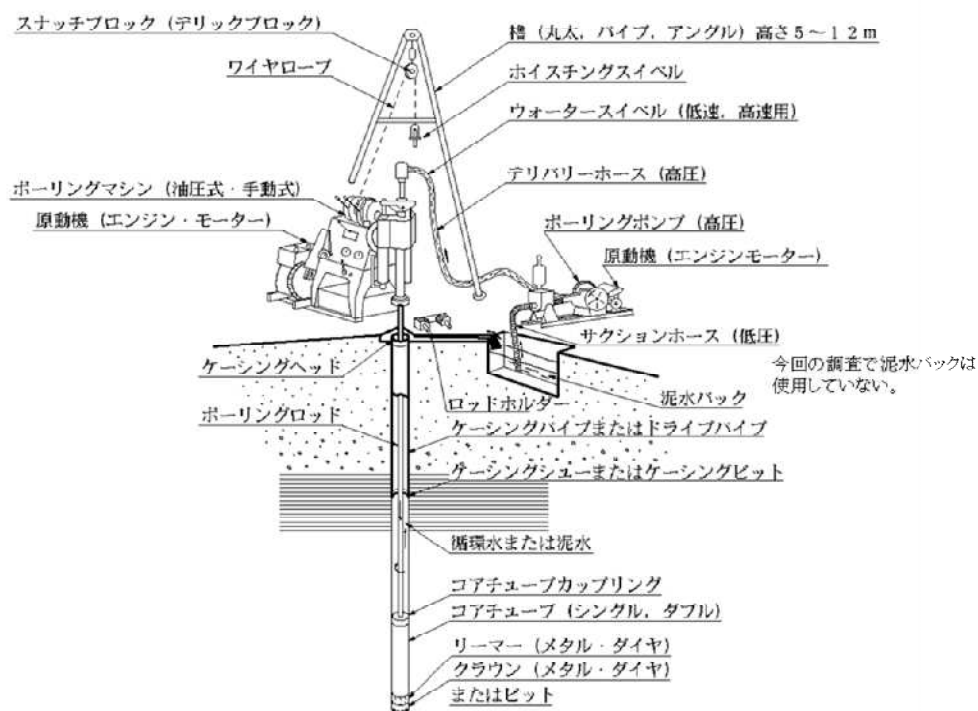 スナッチブロック（デリックブロック）
ワイヤロープ
ボーリングマシン（油圧式・手動式）
原動機（エンジン・モーター）
櫓（丸太，パイプ，アングル）高さ５～１２ｍ
ホイスチングスイベル
ウォータースイベル（低速，高速用）
デリバリーホース（高圧）
ボーリングポンプ（高圧）
原動機（エンジンモーター）
サクションホース（低圧）
今回の調査で泥水バックは
使用していない。
泥水バック
ケーシングヘッド
ロッドホルダー
ボーリングロッド
ケーシングパイプまたはドライブパイプ
ケーシングシューまたはケーシングビット
循環水または泥水
コアチューブカップリング
コアチューブ（シングル，ダブル）
リーマー（メタル・ダイヤ）
クラウン（メタル・ダイヤ）
またはビット